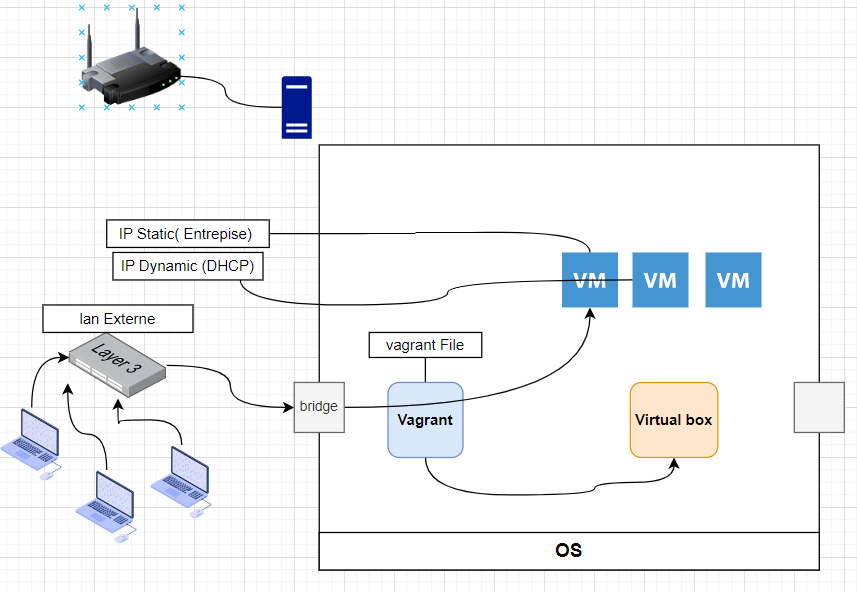 IP Static( Entrepise)
IP Dynamic (DHCP)
VM VM VM
lan Externe
vagrant File
Layer 3
bridge
Vagrant
Virtual box
OS